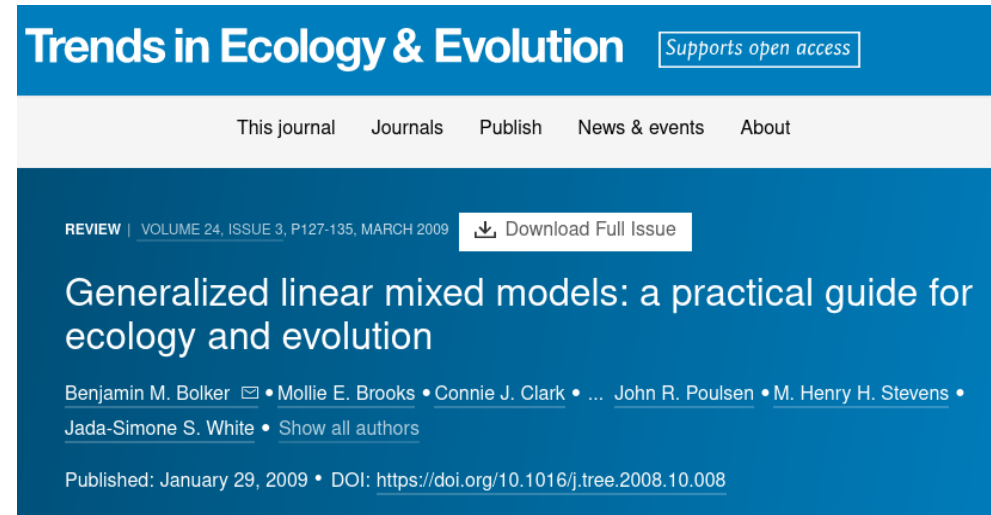 Trends in Ecology & Evolution Supports open access
This journal Journals Publish News & events About
REVIEW | VOLUME 24, ISSUE 3, P127-135, MARCH 2009 Download Full Issue
Generalized linear mixed models: a practical guide for
ecology and evolution
Benjamin M. Bolker • Mollie E. Brooks • Connie J. Clark • ... John R. Poulsen • M. Henry H. Stevens •
Jada-Simone S. White • Show all authors
Published: January 29, 2009 • DOI: https://doi.org/10.1016/j.tree.2008.10.008